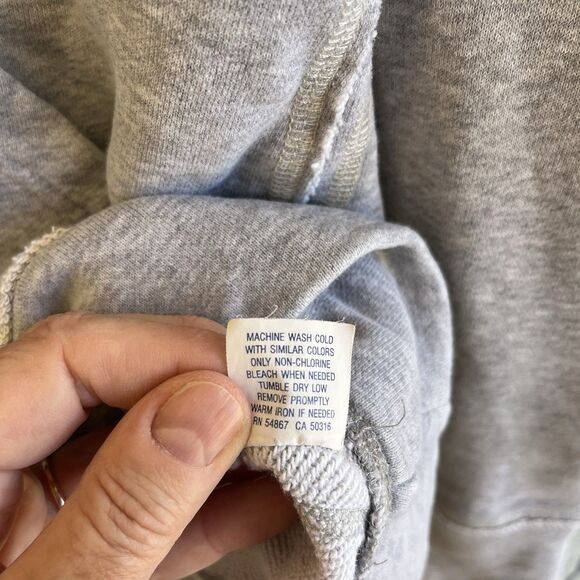 MACHINE WASH COLD
WITH SIMILAR COLORS
ONLY NON-CHLORINE
BLEACH WHEN NEEDED
TUMBLE DRY LOW
REMOVE PROMPTLY
WARM IRON IF NEEDED
RN 54867 CA 50316